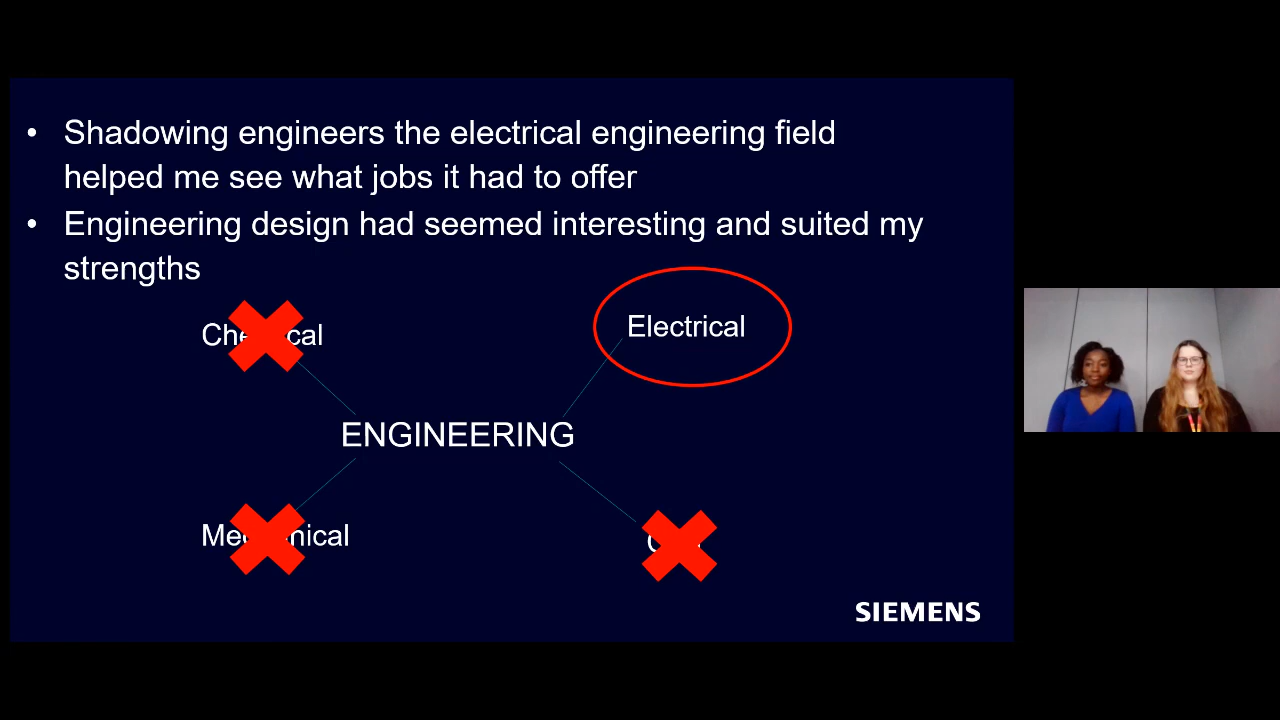 • Shadowing engineers the electrical engineering field
helped me see what jobs it had to offer
• Engineering design had seemed interesting and suited my
strengths
Electrical
ENGINEERING
SIEMENS